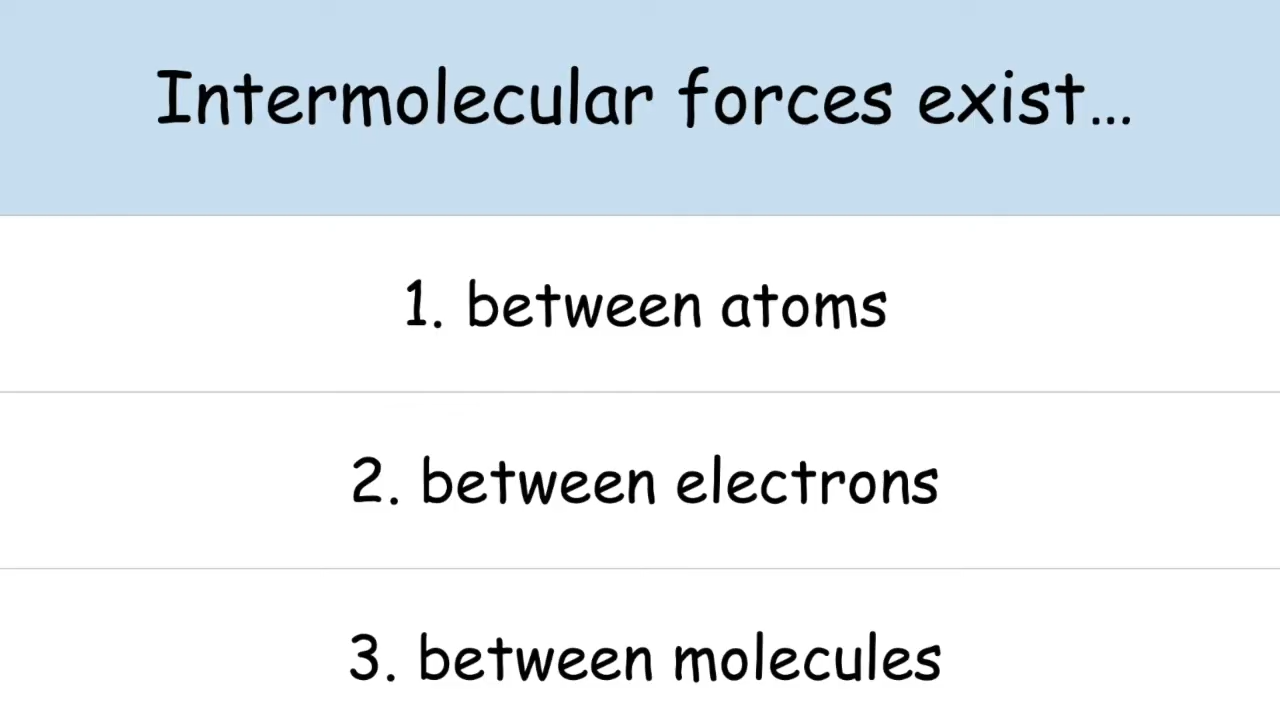 Intermolecular forces exist...
1. between atoms
2. between electrons
3. between molecules